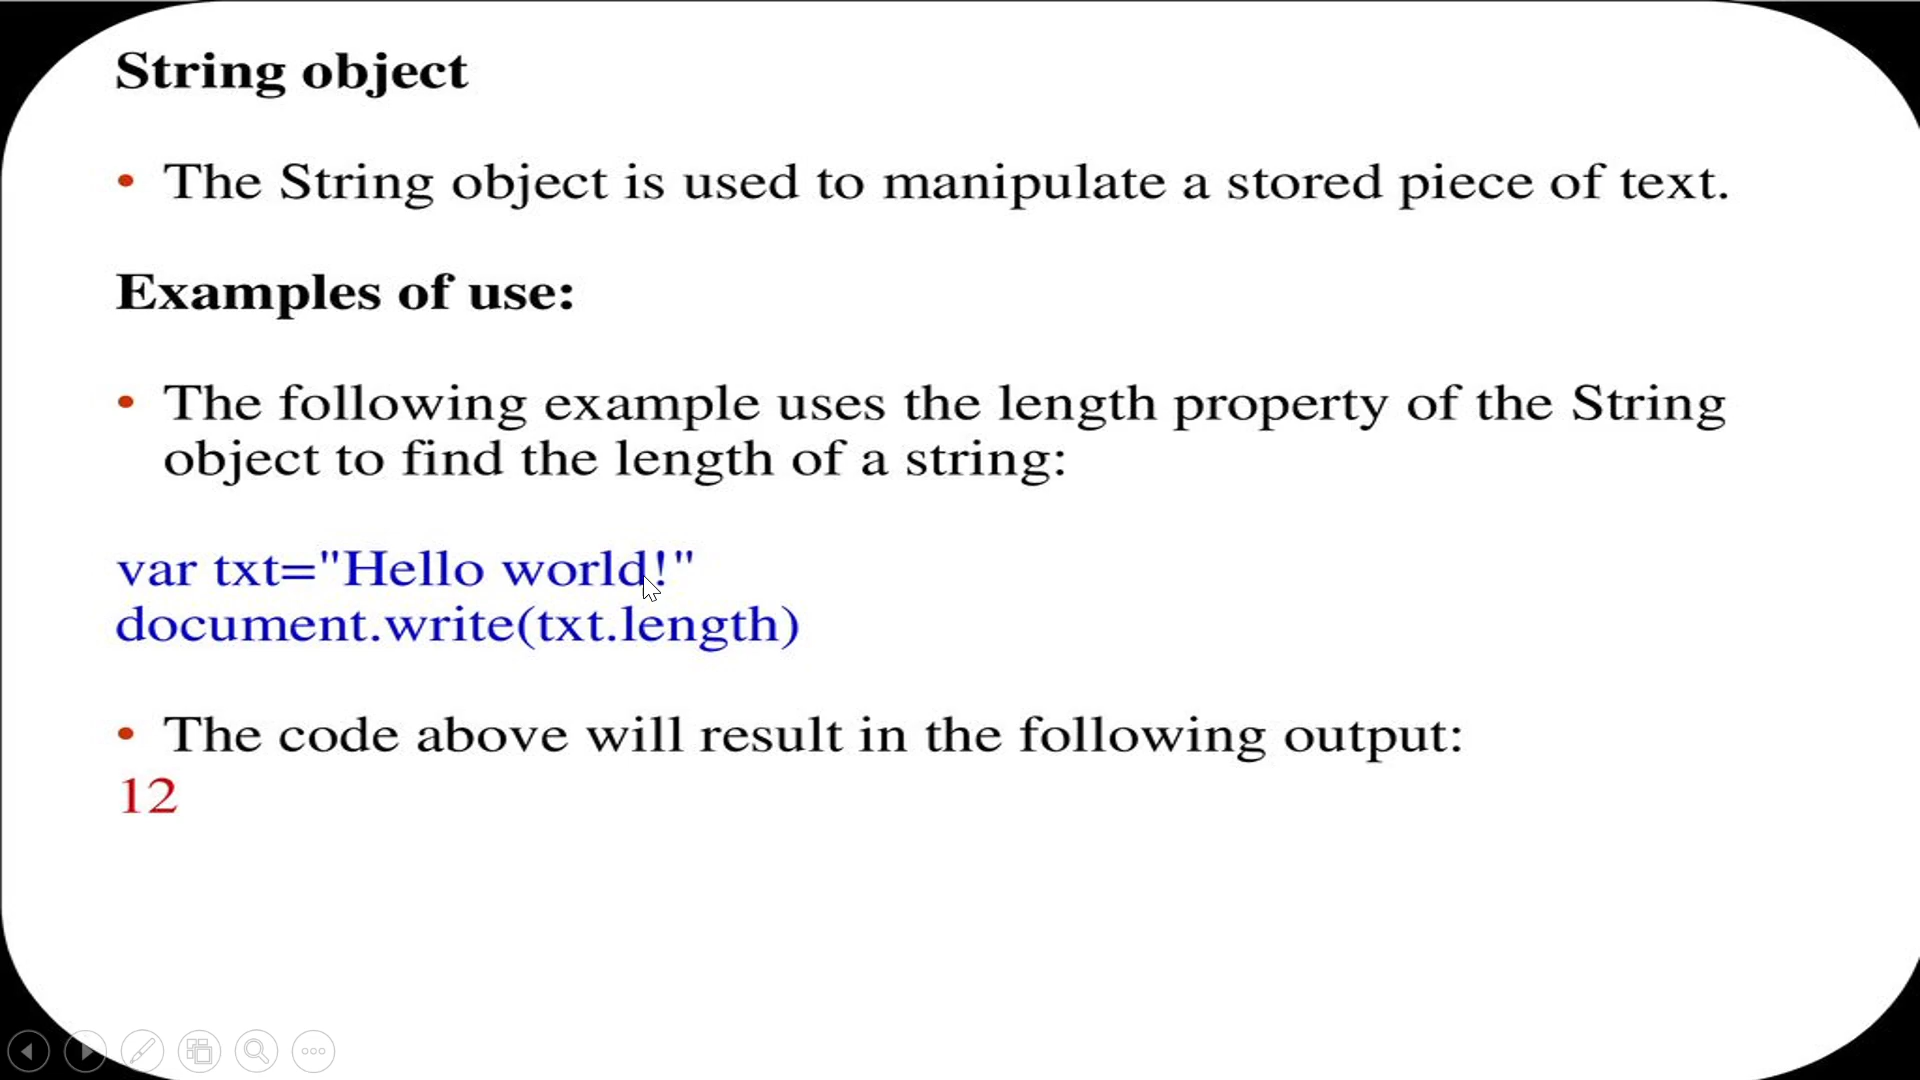 String object
• The String object is used to manipulate a stored piece of text.
Examples of use:
• The following example uses the length property of the String
object to find the length of a string:
var txt="Hello world!"
document.write(txt.length)
• The code above will result in the following output:
12